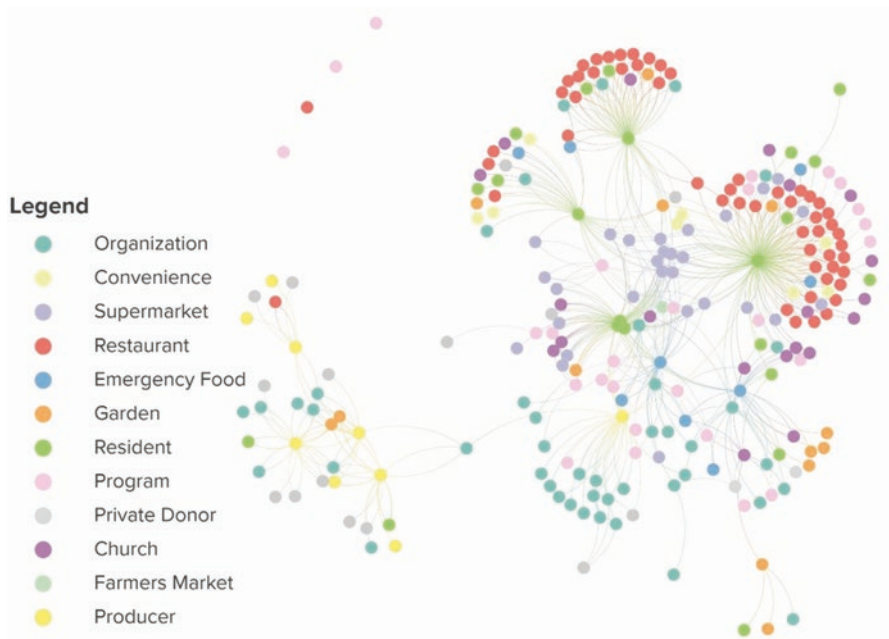 Legend
Organization
Convenience
Supermarket
Restaurant
Emergency Food
Garden
Resident
Program
Private Donor
Church
Farmers Market
Producer